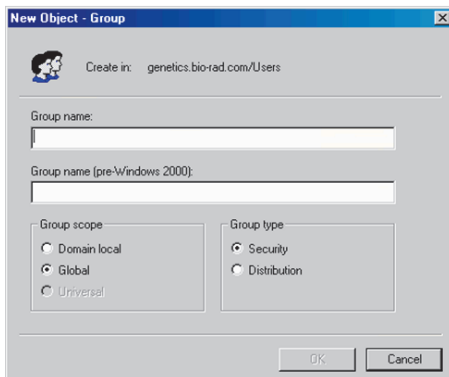 New Object - Group
Create in: genetics.bio-rad.com/Users
Group name:
Group name (pre-Windows 2000):
Group scope
Domain local
Global
Universal
Group type
Security
Distribution
OK
Cancel